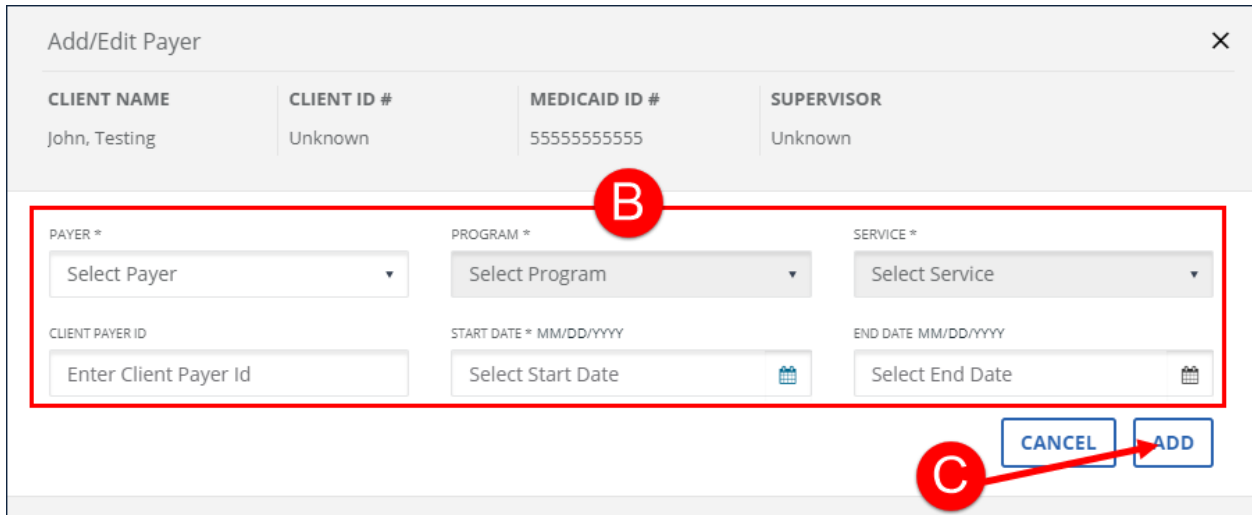 Add/Edit Payer
CLIENT NAME CLIENT ID # MEDICAID ID # SUPERVISOR
John, Testing Unknown 55555555555 Unknown
B
PAYER * PROGRAM * SERVICE *
Select Payer Select Program Select Service
CLIENT PAYER ID START DATE * MM/DD/YYYY END DATE MM/DD/YYYY
Enter Client Payer Id Select Start Date Select End Date
CANCEL ADD
C